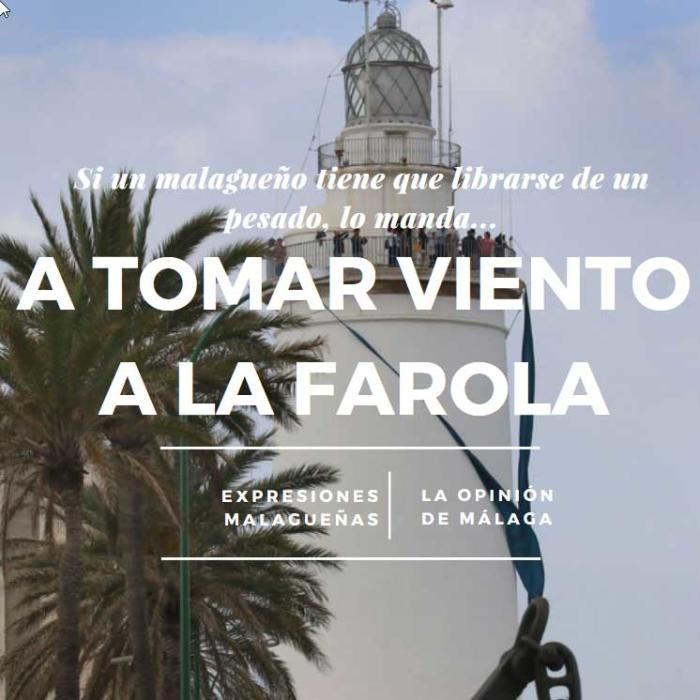 Si un malagueño tiene que librarse de un
pesado, lo manda...
A TOMAR VIENTO
A LA FAROLA
EXPRESIONES
MALAGUEÑAS
LA OPINIÓN
DE MÁLAGA